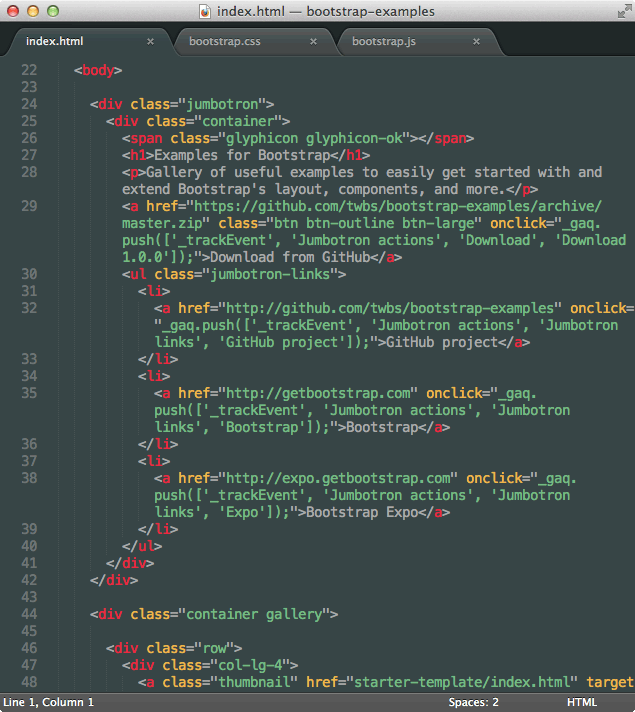 index.html — bootstrap-examples
index.html × bootstrap.css × bootstrap.js ×
22 <body>
23
24 <div class="jumbotron">
25 <div class="container">
26 <span class="glyphicon glyphicon-ok"></span>
27 <h1>Examples for Bootstrap</h1>
28 <p>Gallery of useful examples to easily get started with and
extend Bootstrap's layout, components, and more.</p>
29 <a href="https://github.com/twbs/bootstrap-examples/archive/
master.zip" class="btn btn-outline btn-large" onclick="_gaq.
push(['_trackEvent', 'Jumbotron actions', 'Download', 'Download
1.0.0']);">Download from GitHub</a>
30 <ul class="jumbotron-links">
31 <li>
32 <a href="http://github.com/twbs/bootstrap-examples" onclick=
"_gaq.push(['_trackEvent', 'Jumbotron actions', 'Jumbotron
links', 'GitHub project']);">GitHub project</a>
33 </li>
34 <li>
35 <a href="http://getbootstrap.com" onclick="_gaq.
push(['_trackEvent', 'Jumbotron actions', 'Jumbotron
links', 'Bootstrap']);">Bootstrap</a>
36 </li>
37 <li>
38 <a href="http://expo.getbootstrap.com" onclick="_gaq.
push(['_trackEvent', 'Jumbotron actions', 'Jumbotron
links', 'Expo']);">Bootstrap Expo</a>
39 </li>
40 </ul>
41 </div>
42 </div>
43
44 <div class="container gallery">
45
46 <div class="row">
47 <div class="col-lg-4">
48 <a class="thumbnail" href="starter-template/index.html" target
Line 1, Column 1 Spaces: 2 HTML